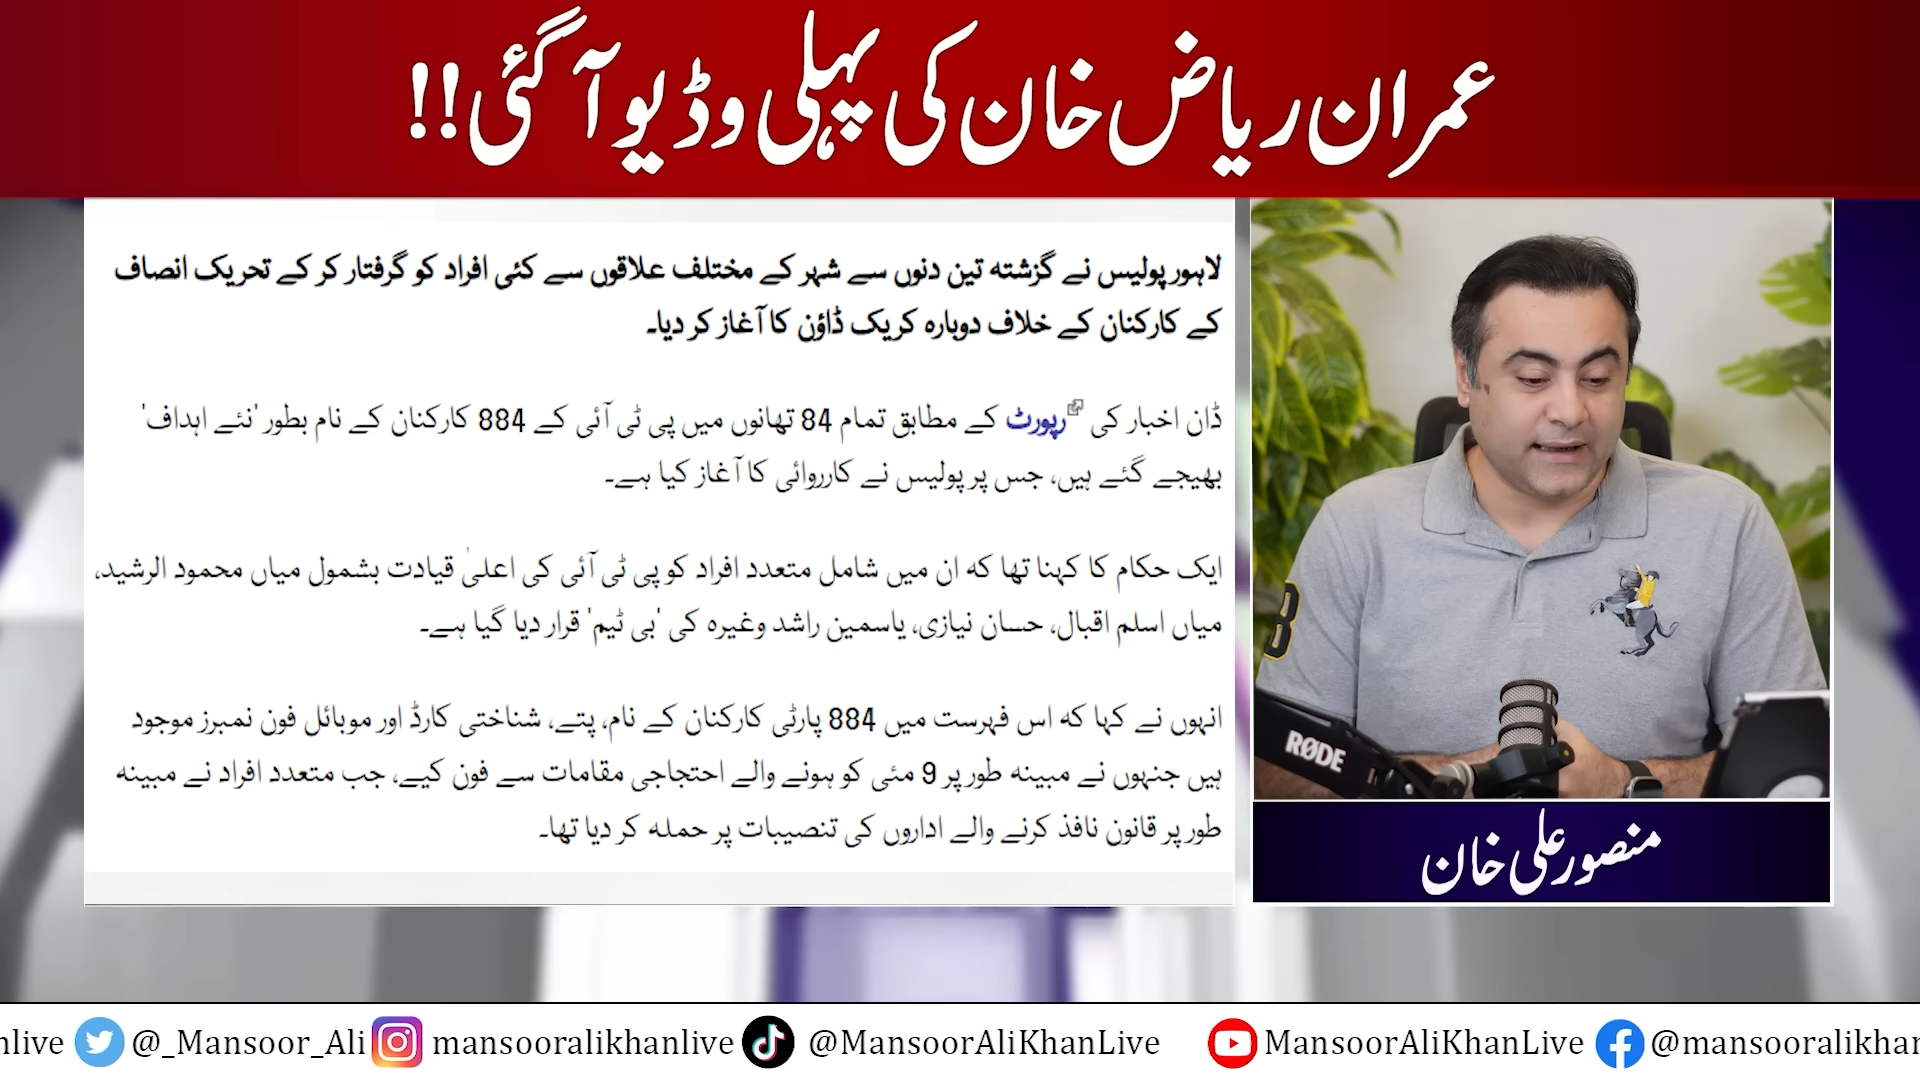 عمران ریاض خان کی پہلی وڈیو آ گئی!!
لاہور پولیس نے گزشتہ تین دنوں سے شہر کے مختلف علاقوں سے کئی افراد کو گرفتار کر کے تحریک انصاف
کے کارکنان کے خلاف دوبارہ کریک ڈاؤن کا آغاز کر دیا۔
ڈان اخبار کی رپورٹ کے مطابق تمام 84 تھانوں میں پی ٹی آئی کے 884 کارکنان کے نام بطور 'نئے اہداف'
بھیجے گئے ہیں، جس پر پولیس نے کارروائی کا آغاز کیا ہے۔
ایک حکام کا کہنا تھا کہ ان میں شامل متعدد افراد کو پی ٹی آئی کی اعلیٰ قیادت بشمول میاں محمود الرشید،
میاں اسلم اقبال، حسان نیازی، یاسمین راشد وغیرہ کی 'بی ٹیم' قرار دیا گیا ہے۔
انہوں نے کہا کہ اس فہرست میں 884 پارٹی کارکنان کے نام، پتے، شناختی کارڈ اور موبائل فون نمبرز موجود
ہیں جنہوں نے مبینہ طور پر 9 مئی کو ہونے والے احتجاجی مقامات سے فون کیے، جب متعدد افراد نے مبینہ
طور پر قانون نافذ کرنے والے اداروں کی تنصیبات پر حملہ کر دیا تھا۔
RØDE
منصور علی خان
nlive @_Mansoor_Ali mansooralikhanlive @MansoorAliKhanLive MansoorAliKhanLive @mansooralikhan